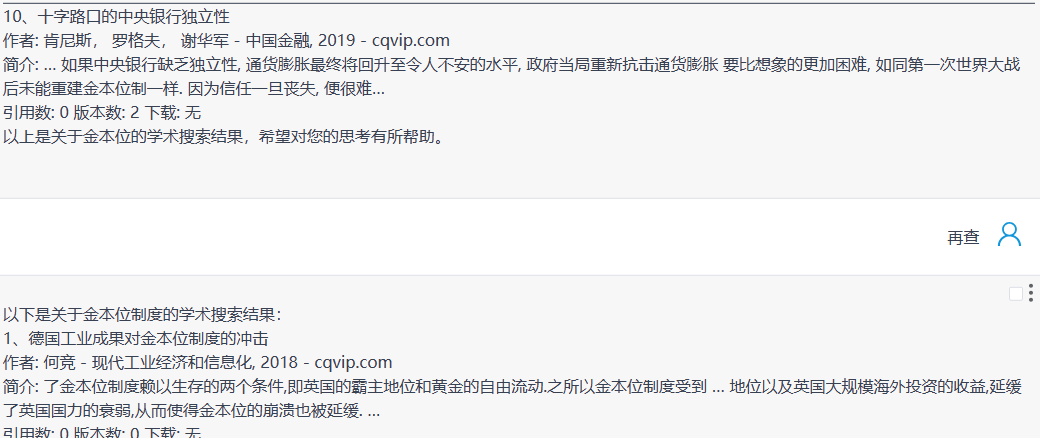 10、十字路口的中央银行独立性
作者: 肯尼斯， 罗格夫， 谢华军 - 中国金融, 2019 - cqvip.com
简介: ... 如果中央银行缺乏独立性, 通货膨胀最终将回升至令人不安的水平, 政府当局重新抗击通货膨胀 要比想象的更加困难, 如同第一次世界大战
后未能重建金本位制一样. 因为信任一旦丧失, 便很难...
引用数: 0 版本数: 2 下载: 无
以上是关于金本位的学术搜索结果，希望对您的思考有所帮助。
再查
以下是关于金本位制度的学术搜索结果：
1、德国工业成果对金本位制度的冲击
作者: 何竞 - 现代工业经济和信息化, 2018 - cqvip.com
简介: 了金本位制度赖以生存的两个条件,即英国的霸主地位和黄金的自由流动.之所以金本位制度受到 ... 地位以及英国大规模海外投资的收益,延缓
了英国国力的衰弱,从而使得金本位的崩溃也被延缓. ...
引用数: 0 版本数: 0 下载: 无